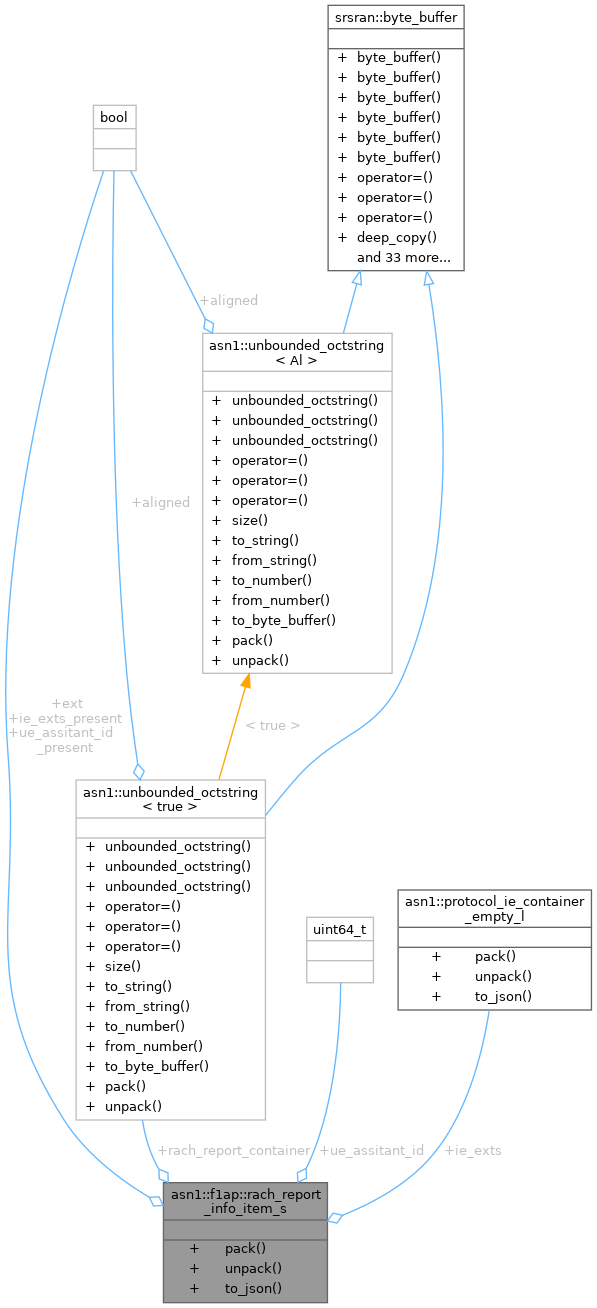 srsran::byte_buffer
+ byte_buffer()
+ byte_buffer()
+ byte_buffer()
+ byte_buffer()
+ byte_buffer()
+ byte_buffer()
+ operator=()
+ operator=()
+ operator=()
+ deep_copy()
and 33 more...
bool
+aligned
asn1::unbounded_octstring
< Al >
+ unbounded_octstring()
+ unbounded_octstring()
+ unbounded_octstring()
+ operator=()
+ operator=()
+ operator=()
+ size()
+ to_string()
+ from_string()
+ to_number()
+ from_number()
+ to_byte_buffer()
+ pack()
+ unpack()
+aligned
+ext
+ie_exts_present
+ue_assitant_id
_present
< true >
asn1::unbounded_octstring
< true >
+ unbounded_octstring()
+ unbounded_octstring()
+ unbounded_octstring()
+ operator=()
+ operator=()
+ operator=()
+ size()
+ to_string()
+ from_string()
+ to_number()
+ from_number()
+ to_byte_buffer()
+ pack()
+ unpack()
uint64_t
asn1::protocol_ie_container
_empty_l
+ pack()
+ unpack()
+ to_json()
+rach_report_container
+ue_assitant_id
+ie_exts
asn1::f1ap::rach_report
_info_item_s
+ pack()
+ unpack()
+ to_json()